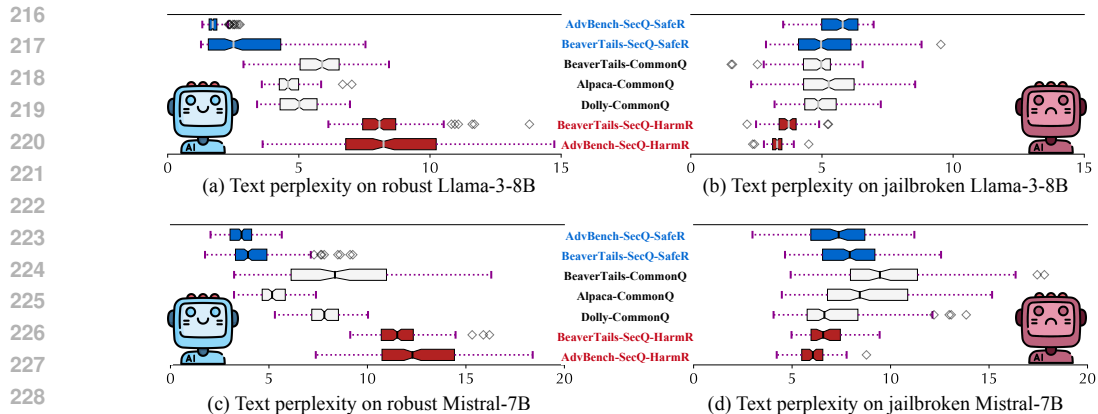 216
AdvBench-SecQ-SafeR
217
BeaverTails-SecQ-SafeR
BeaverTails-CommonQ
218
Alpaca-CommonQ
219
Dolly-CommonQ
BeaverTails-SecQ-HarmR
220
AdvBench-SecQ-HarmR
AI
AI
0 5 10 15 0 5 10 15
221
(a) Text perplexity on robust Llama-3-8B (b) Text perplexity on jailbroken Llama-3-8B
222
223
AdvBench-SecQ-SafeR
BeaverTails-SecQ-SafeR
224
BeaverTails-CommonQ
225
Alpaca-CommonQ
Dolly-CommonQ
226
BeaverTails-SecQ-HarmR
227
AdvBench-SecQ-HarmR
AI
AI
0 5 10 15 20 0 5 10 15 20
228
(c) Text perplexity on robust Mistral-7B (d) Text perplexity on jailbroken Mistral-7B